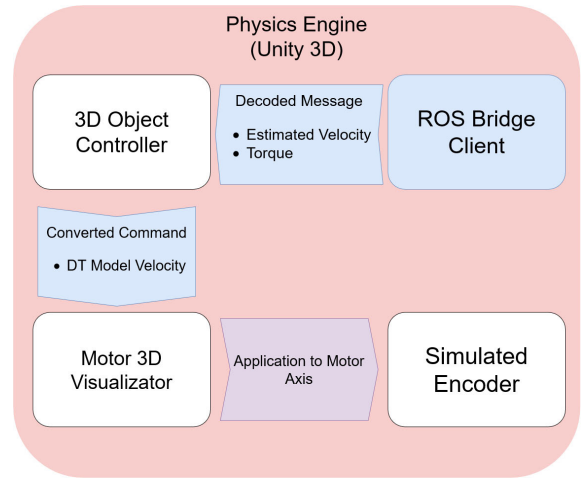 Physics Engine
(Unity 3D)
3D Object
Controller
Decoded Message
• Estimated Velocity
• Torque
ROS Bridge
Client
Converted Command
• DT Model Velocity
Motor 3D
Visualizator
Application to Motor
Axis
Simulated
Encoder